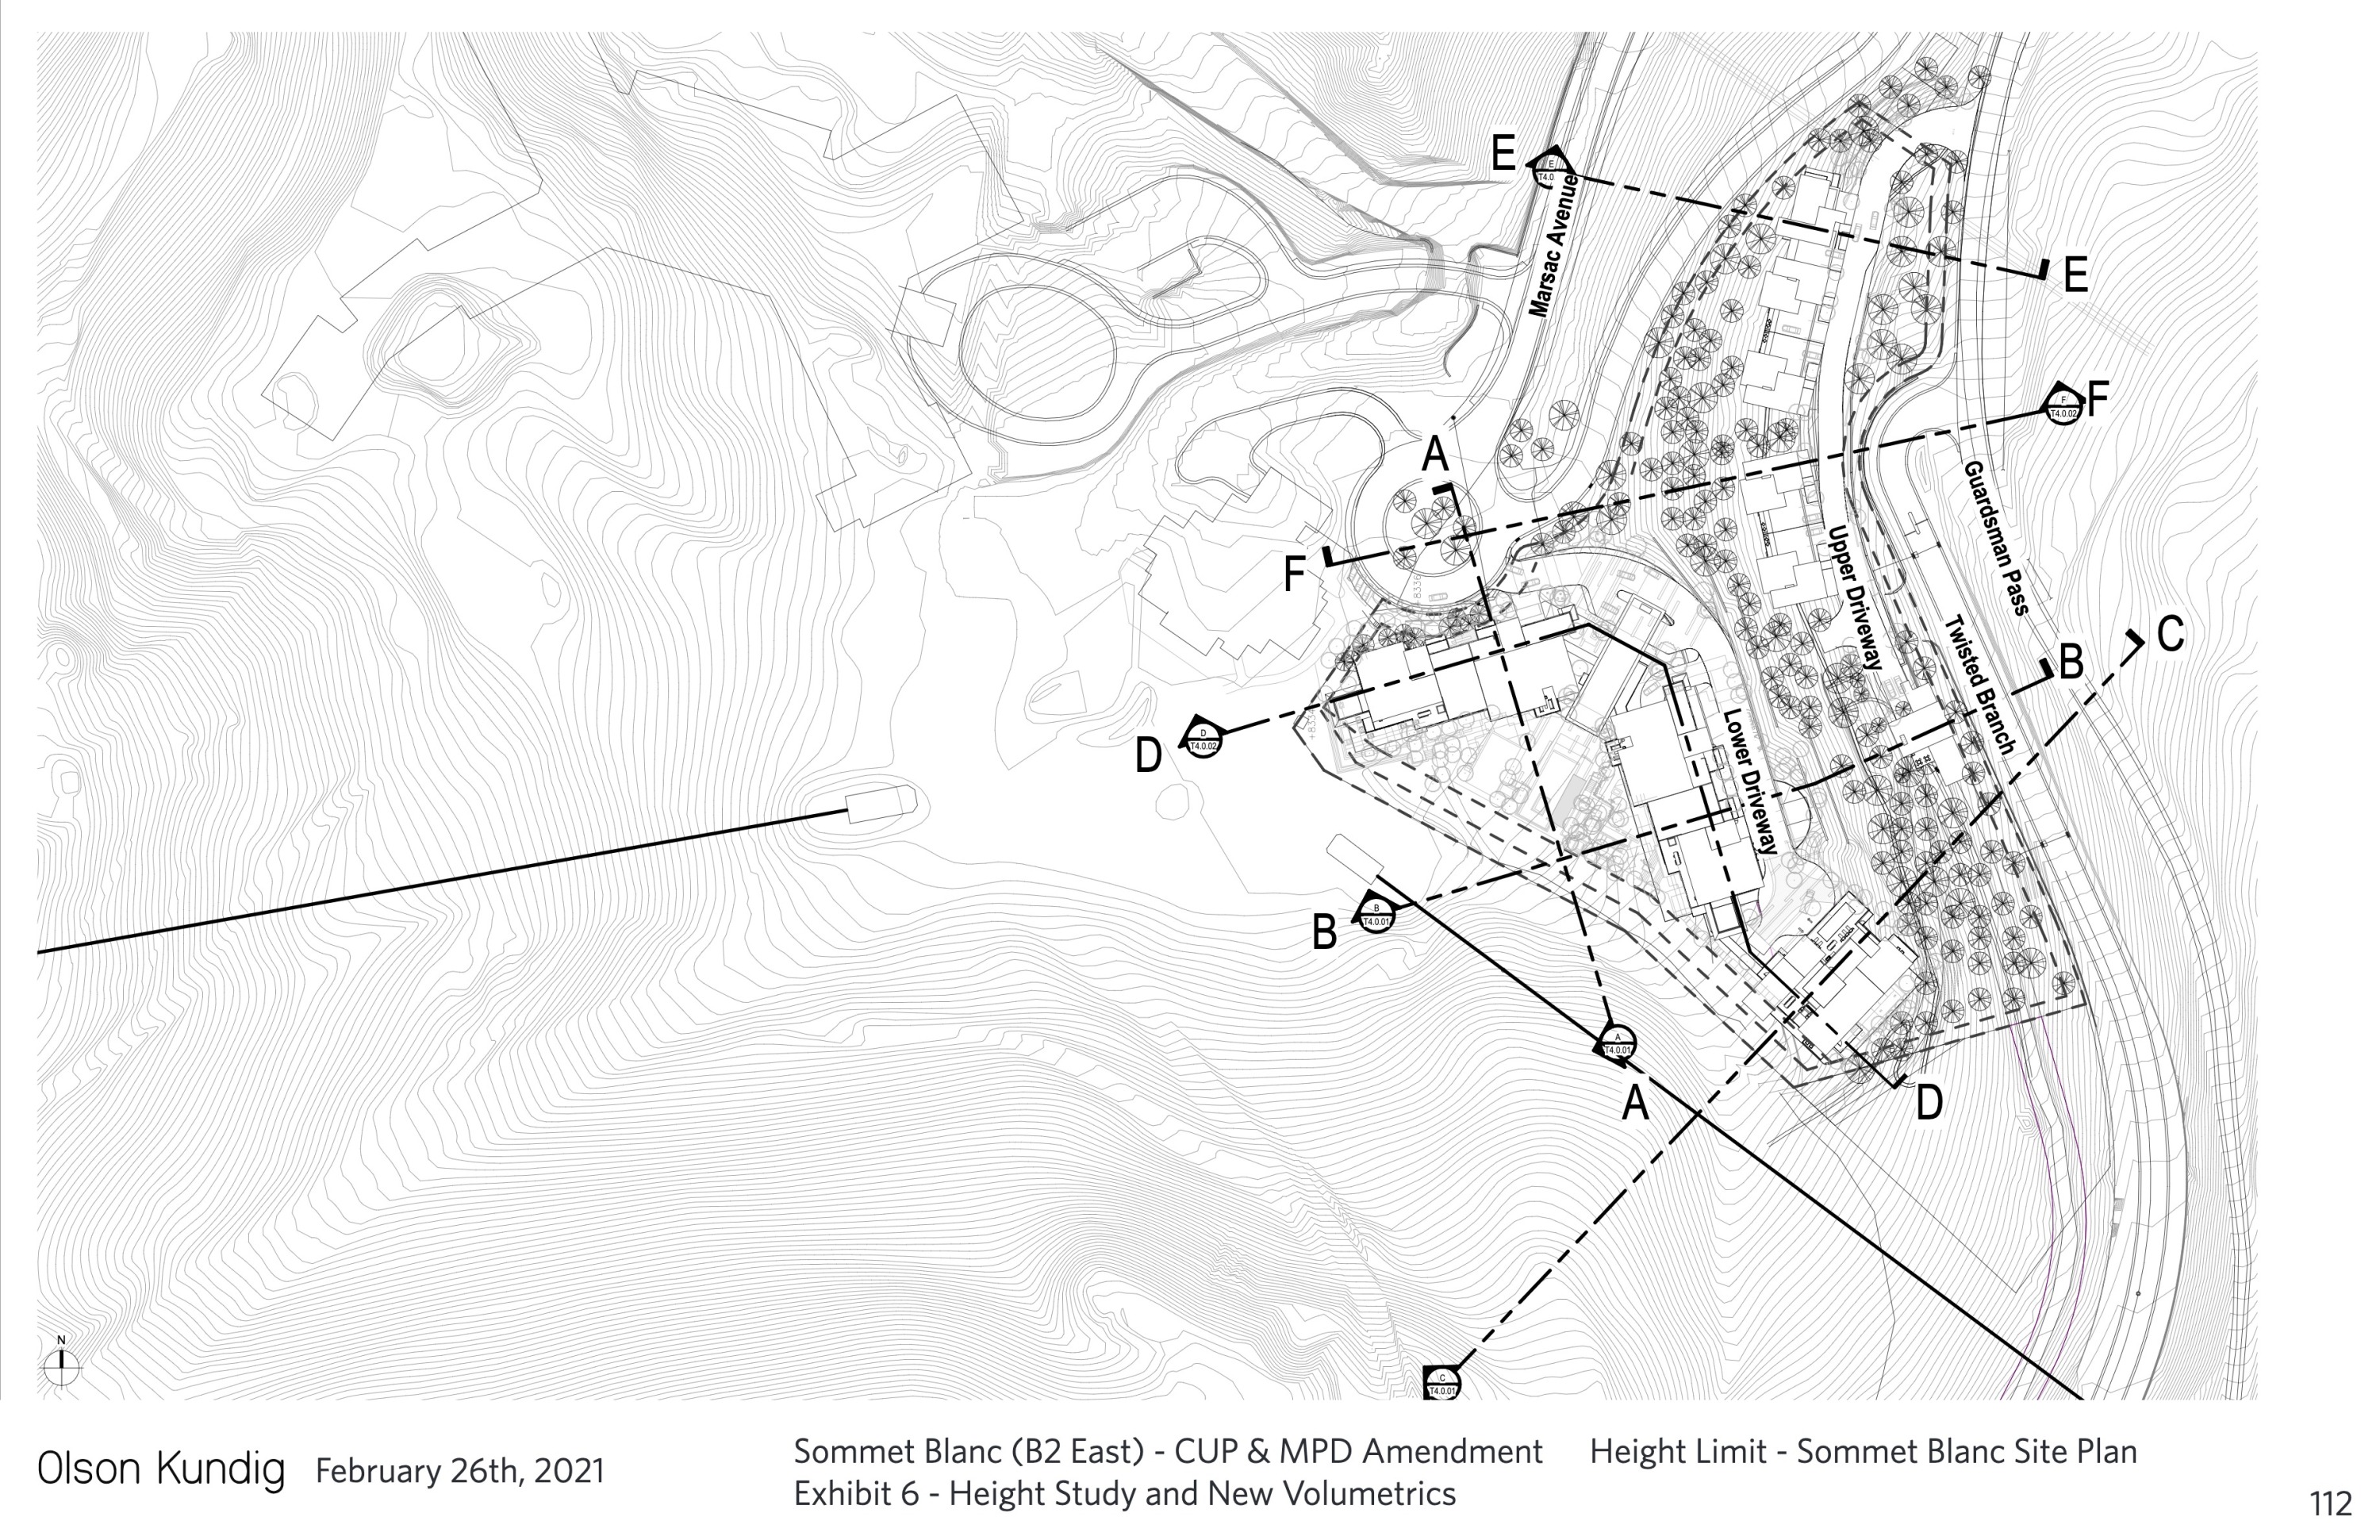 E
E
T4.0
Marsac Avenue
E
F
T4.0.02
F
A
Guardsman Pass
F
8336
Upper Driveway
Twisted Branch
C
B
D
T4.0.02
D
Lower Driveway
B
T4.0.01
B
A
T4.0.01
A
D
C
T4.0.01
N
Olson Kundig
February 26th, 2021
Sommet Blanc (B2 East) - CUP & MPD Amendment
Exhibit 6 - Height Study and New Volumetrics
Height Limit - Sommet Blanc Site Plan
112